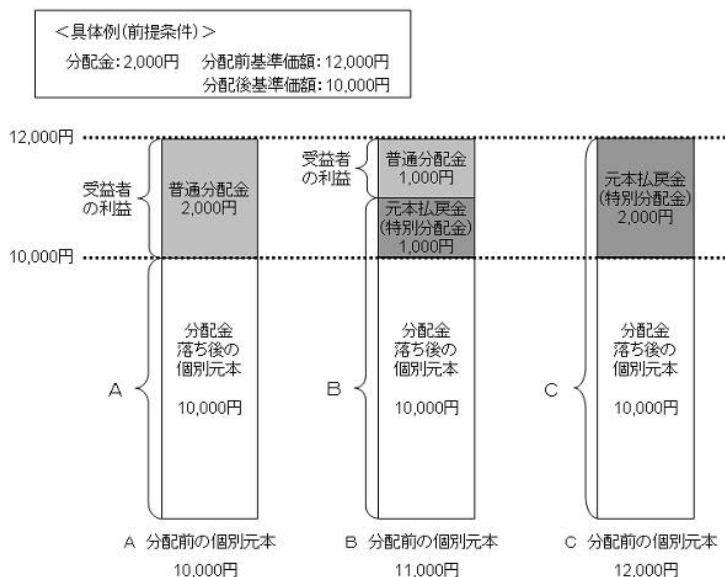 ＜具体例(前提条件)＞
分配金：2,000円　分配前基準価額：12,000円
分配後基準価額：10,000円
12,000円
受益者
の利益
普通分配金
2,000円
10,000円
A
分配金
落ち後の
個別元本
10,000円
受益者
の利益
普通分配金
1,000円
元本払戻金
(特別分配金)
1,000円
B
分配金
落ち後の
個別元本
10,000円
元本払戻金
(特別分配金)
2,000円
C
分配金
落ち後の
個別元本
10,000円
A 分配前の個別元本
10,000円
B 分配前の個別元本
11,000円
C 分配前の個別元本
12,000円